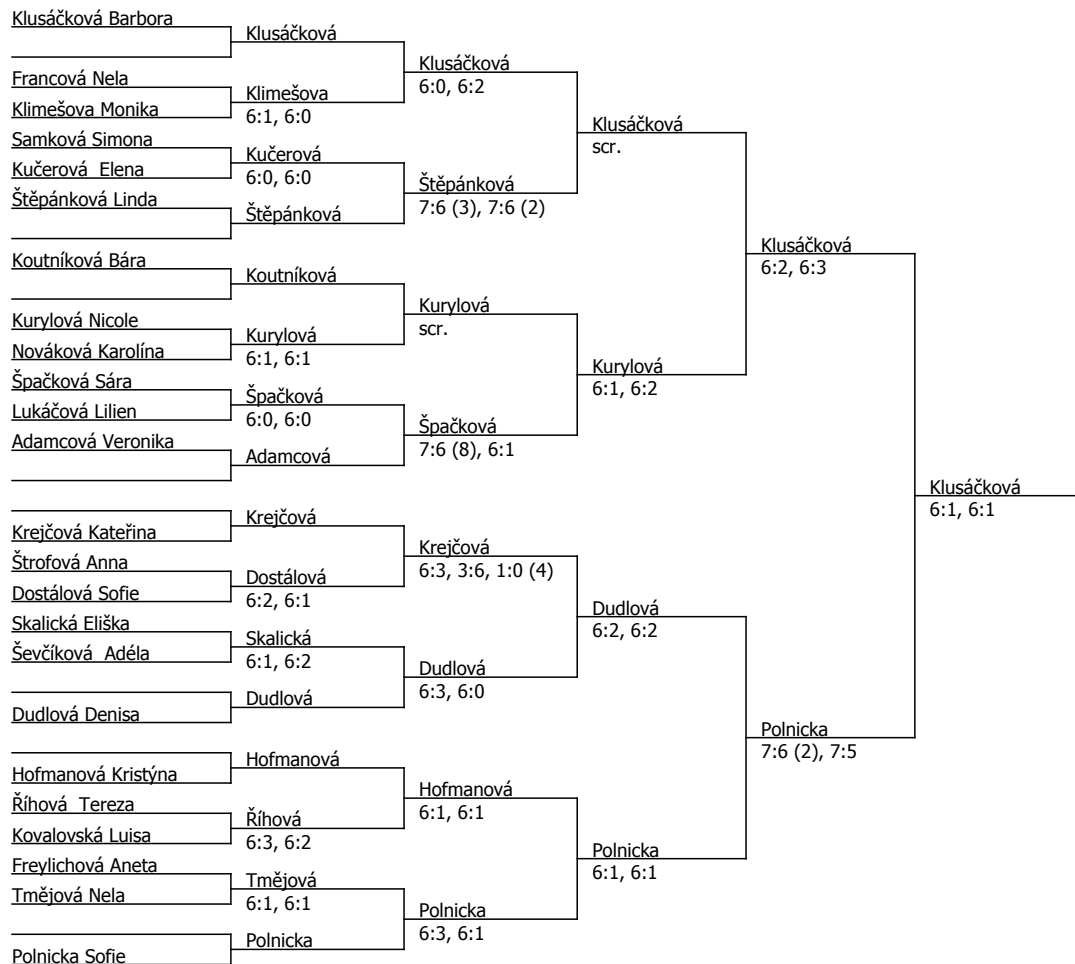 Klusáčková Barbora
Francová Nela
Klimešova Monika
Samková Simona
Kučerová  Elena
Štěpánková Linda
Koutníková Bára
Kurylová Nicole
Nováková Karolína
Špačková Sára
Lukáčová Lilien
Adamcová Veronika
Krejčová Kateřina
Štrofová Anna
Dostálová Sofie
Skalická Eliška
Ševčíková  Adéla
Dudlová Denisa
Hofmanová Kristýna
Říhová  Tereza
Kovalovská Luisa
Freylichová Aneta
Tmějová Nela
Polnicka Sofie
Klusáčková
Klimešova
6:1, 6:0
Kučerová
6:0, 6:0
Štěpánková
Koutníková
Kurylová
6:1, 6:1
Špačková
6:0, 6:0
Adamcová
Krejčová
Dostálová
6:2, 6:1
Skalická
6:1, 6:2
Dudlová
Hofmanová
Říhová
6:3, 6:2
Tmějová
6:1, 6:1
Polnicka
Klusáčková
6:0, 6:2
Štěpánková
7:6 (3), 7:6 (2)
Kurylová
scr.
Špačková
7:6 (8), 6:1
Krejčová
6:3, 3:6, 1:0 (4)
Dudlová
6:3, 6:0
Hofmanová
6:1, 6:1
Polnicka
6:3, 6:1
Klusáčková
scr.
Kurylová
6:1, 6:2
Dudlová
6:2, 6:2
Polnicka
6:1, 6:1
Klusáčková
6:2, 6:3
Polnicka
7:6 (2), 7:5
Klusáčková
6:1, 6:1